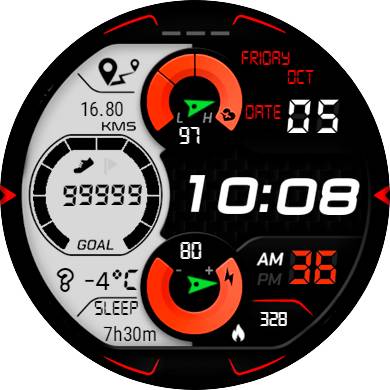 FRIDAY
OCT
DATE 05
16.80
KMS
L H
97
99999
GOAL
10:08
80
- +
AM
PM
36
-4°C
SLEEP
7h30m
328